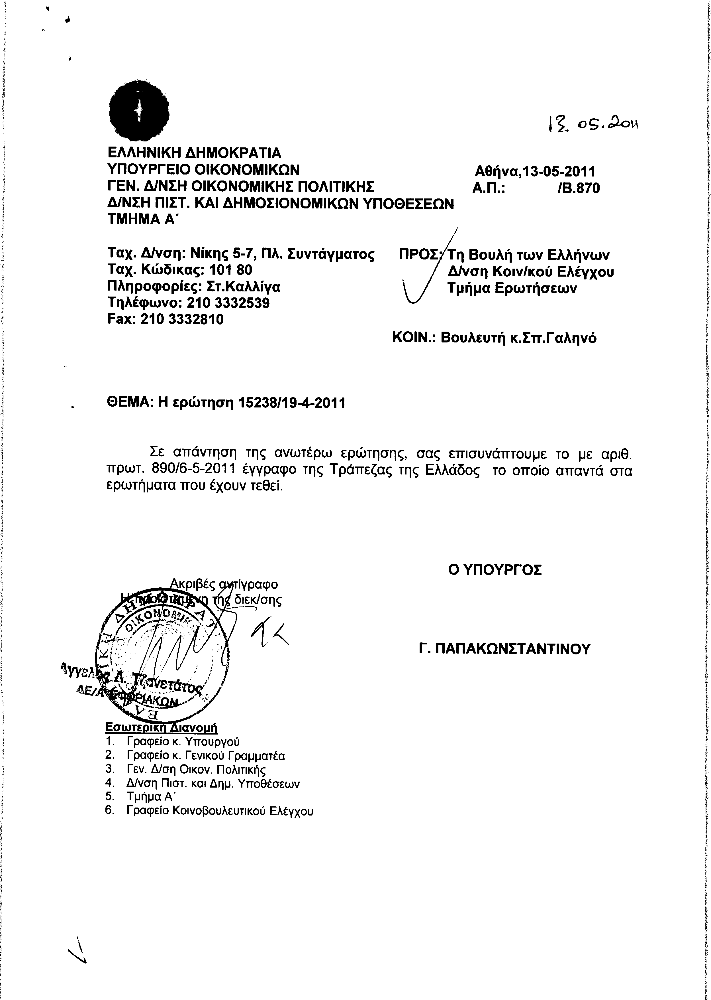 13.05.2011
ΕΛΛΗΝΙΚΗ ΔΗΜΟΚΡΑΤΙΑ
ΥΠΟΥΡΓΕΙΟ ΟΙΚΟΝΟΜΙΚΩΝ
ΓΕΝ. Δ/ΝΣΗ ΟΙΚΟΝΟΜΙΚΗΣ ΠΟΛΙΤΙΚΗΣ
Δ/ΝΣΗ ΠΙΣΤ. ΚΑΙ ΔΗΜΟΣΙΟΝΟΜΙΚΩΝ ΥΠΟΘΕΣΕΩΝ
ΤΜΗΜΑ Α΄
Αθήνα,13-05-2011
Α.Π.: /Β.870
Ταχ. Δ/νση: Νίκης 5-7, Πλ. Συντάγματος
Ταχ. Κώδικας: 101 80
Πληροφορίες: Στ.Καλλίγα
Τηλέφωνο: 210 3332539
Fax: 210 3332810
ΠΡΟΣ: Τη Βουλή των Ελλήνων
Δ/νση Κοιν/κού Ελέγχου
Τμήμα Ερωτήσεων
ΚΟΙΝ.: Βουλευτή κ.Σπ.Γαληνό
ΘΕΜΑ: Η ερώτηση 15238/19-4-2011
Σε απάντηση της ανωτέρω ερώτησης, σας επισυνάπτουμε το με αριθ.
πρωτ. 890/6-5-2011 έγγραφο της Τράπεζας της Ελλάδος το οποίο απαντά στα
ερωτήματα που έχουν τεθεί.
Ο ΥΠΟΥΡΓΟΣ
Γ. ΠΑΠΑΚΩΝΣΤΑΝΤΙΝΟΥ
Ακριβές αντίγραφο
Η Προϊσταμένη της διεκ/σης
Άγγελος Δ. Τζανετάτος
ΔΕ/Α ΕΦΟΡΙΑΚΩΝ
Εσωτερική Διανομή
1. Γραφείο κ. Υπουργού
2. Γραφείο κ. Γενικού Γραμματέα
3. Γεν. Δ/ση Οικον. Πολιτικής
4. Δ/νση Πιστ. και Δημ. Υποθέσεων
5. Τμήμα Α΄
6. Γραφείο Κοινοβουλευτικού Ελέγχου